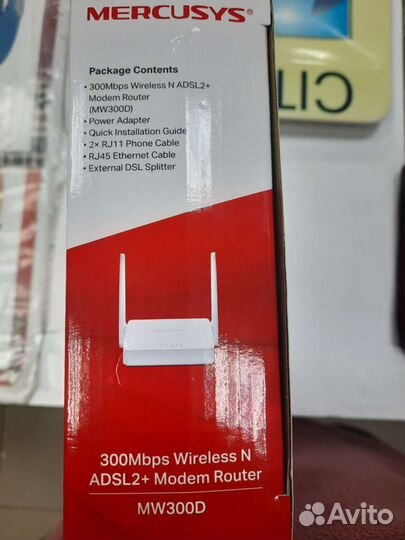 MERCUSYS®
Package Contents
• 300Mbps Wireless N ADSL2+
Modem Router
(MW300D)
• Power Adapter
• Quick Installation Guide
• 2× RJ11 Phone Cable
• RJ45 Ethernet Cable
• External DSL Splitter
CIT
300Mbps Wireless N
ADSL2+ Modem Router
MW300D
Avito